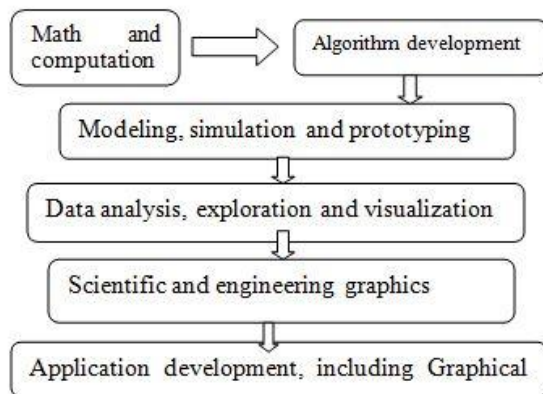 Math and
computation
Algorithm development
Modeling, simulation and prototyping
Data analysis, exploration and visualization
Scientific and engineering graphics
Application development, including Graphical